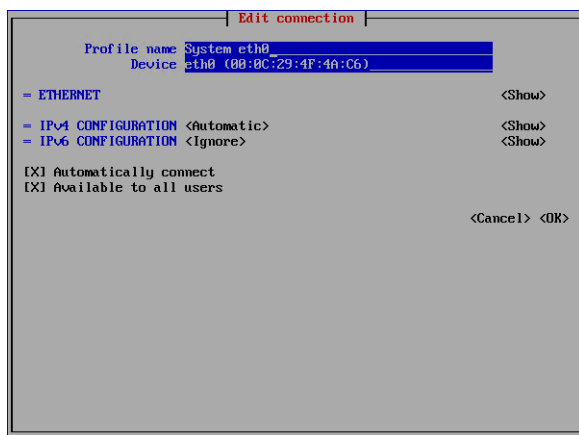 Edit connection
Profile name System eth0
Device eth0 (00:0C:29:4F:4A:C6)
= ETHERNET <Show>
= IPv4 CONFIGURATION <Automatic> <Show>
= IPv6 CONFIGURATION <Ignore> <Show>
[X] Automatically connect
[X] Available to all users
<Cancel> <OK>